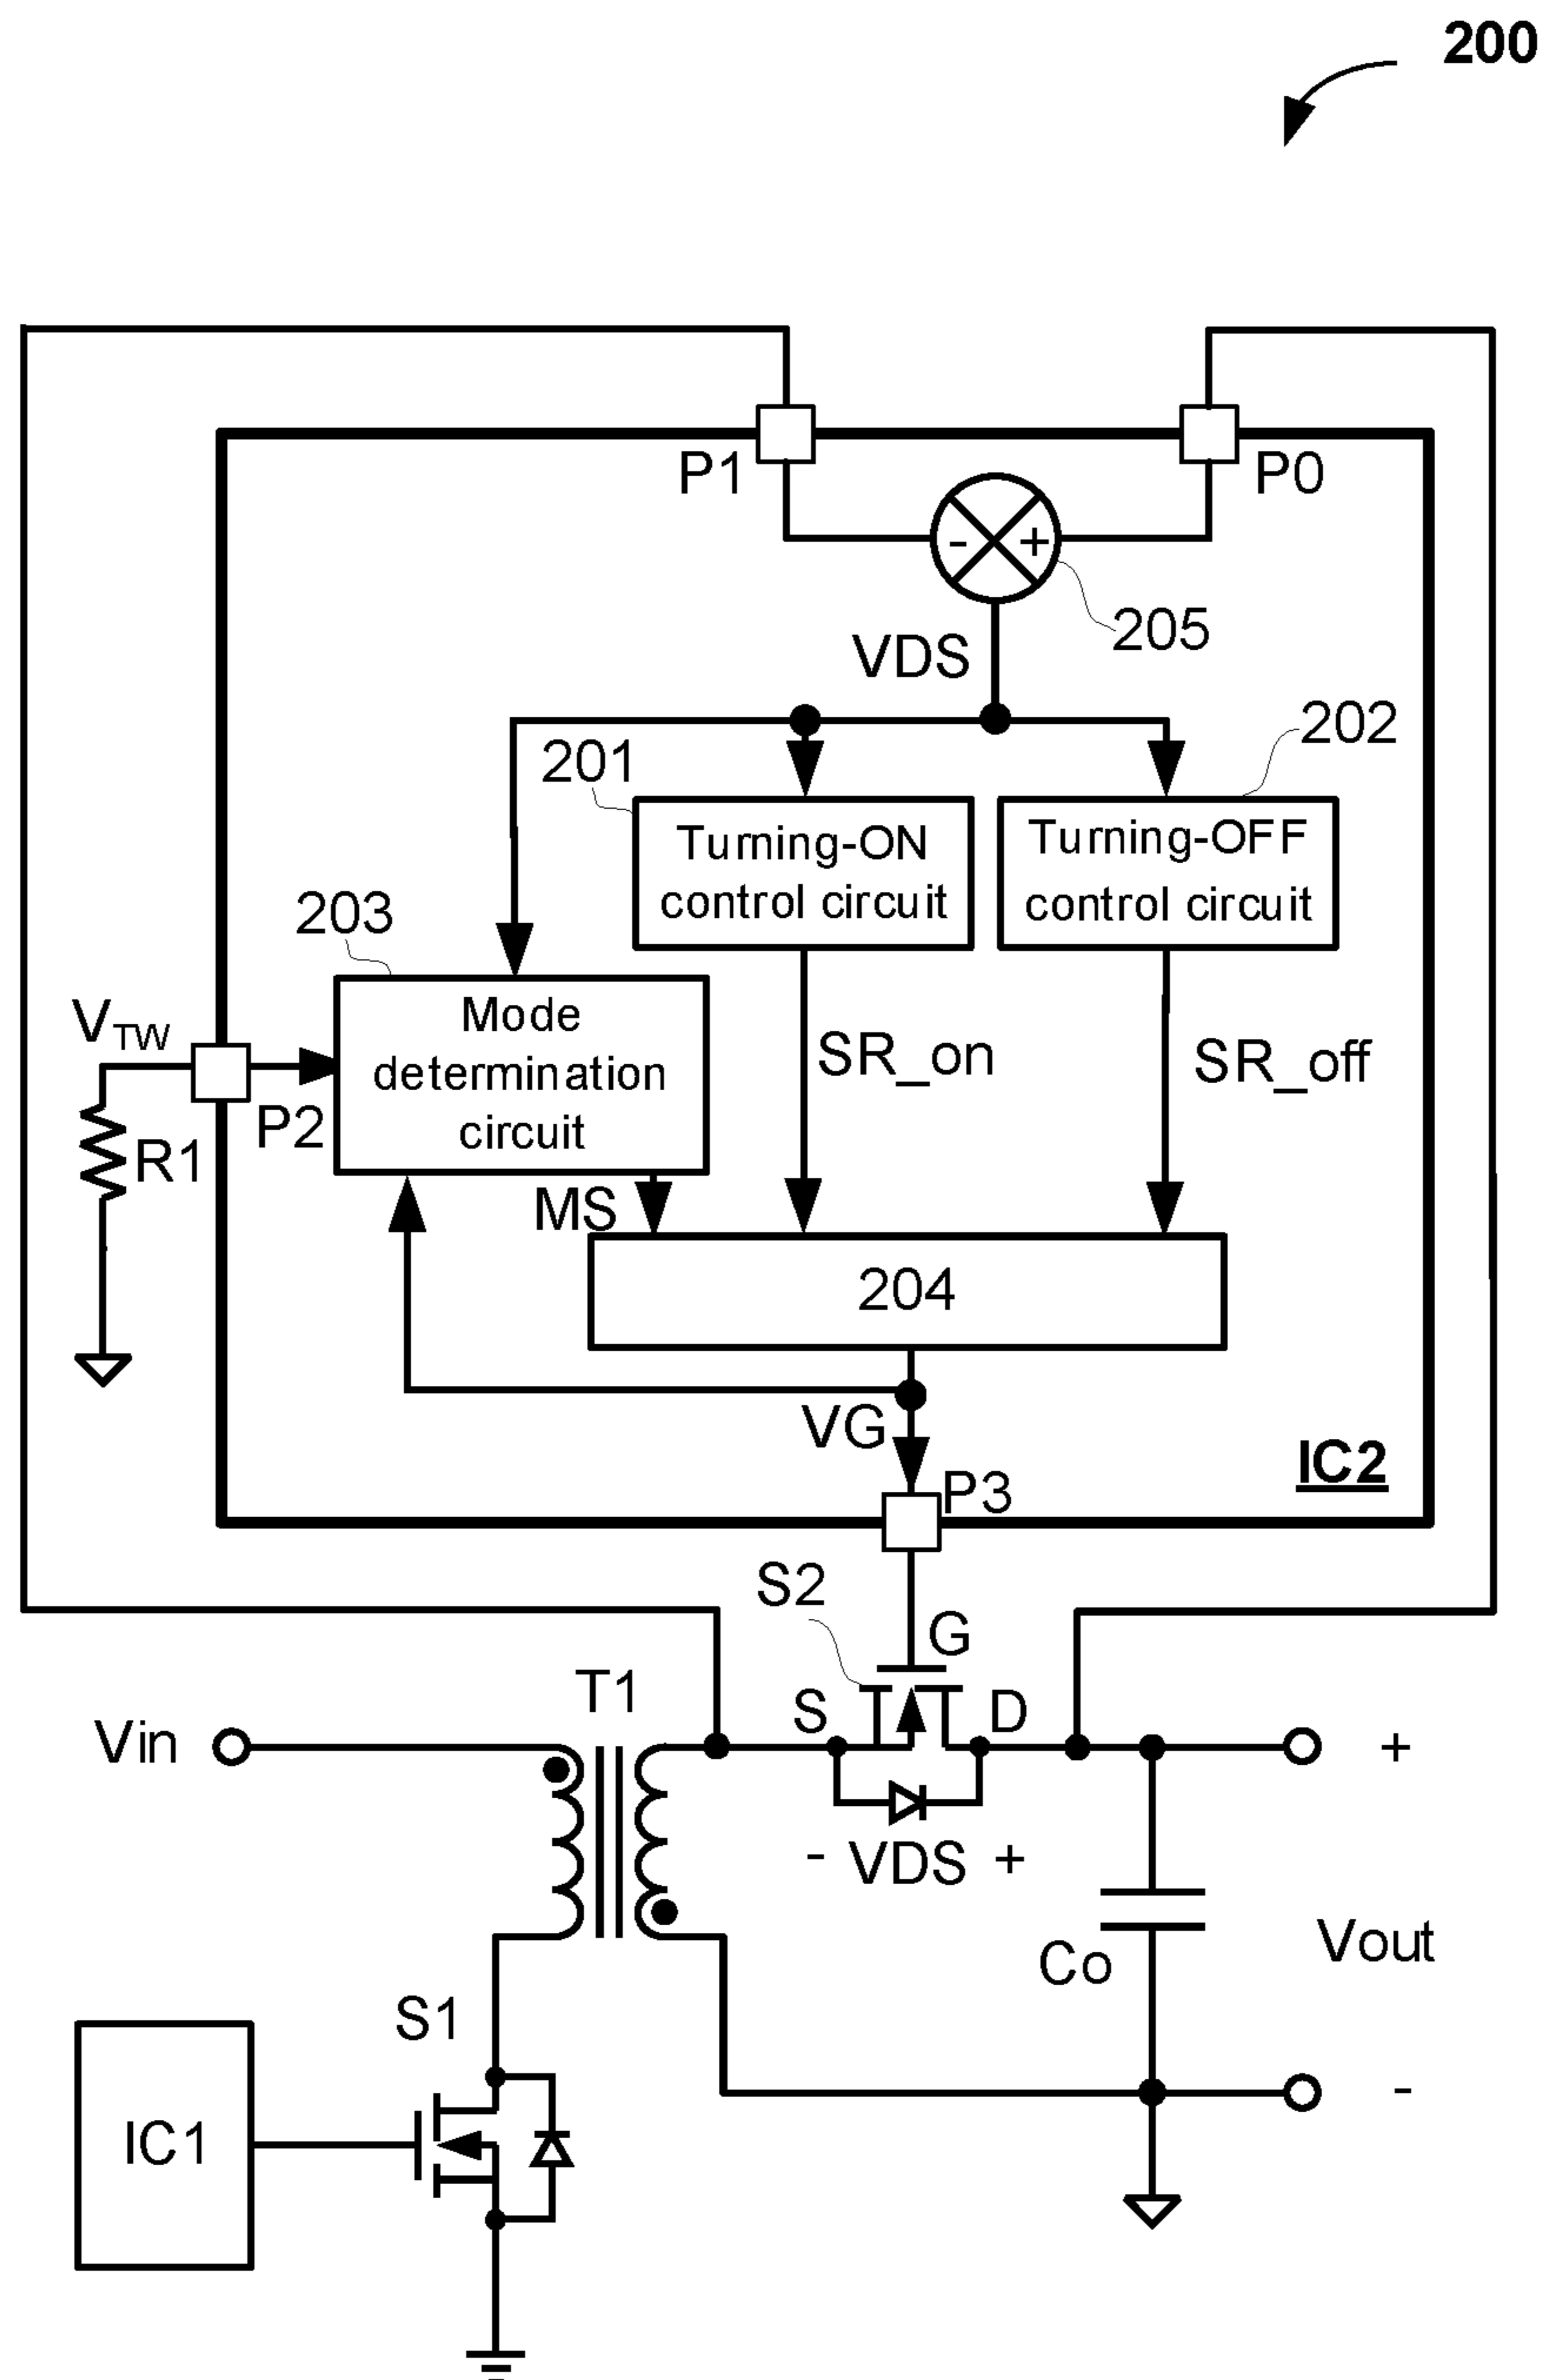 200
P1
P0
- +
205
VDS
202
201
Turning-ON
control circuit
Turning-OFF
control circuit
203
VTW
Mode
determination
circuit
SR_on
SR_off
P2
R1
MS
204
VG
IC2
P3
S2
G
T1
S
D
Vin
+
- VDS +
Vout
Co
S1
-
IC1